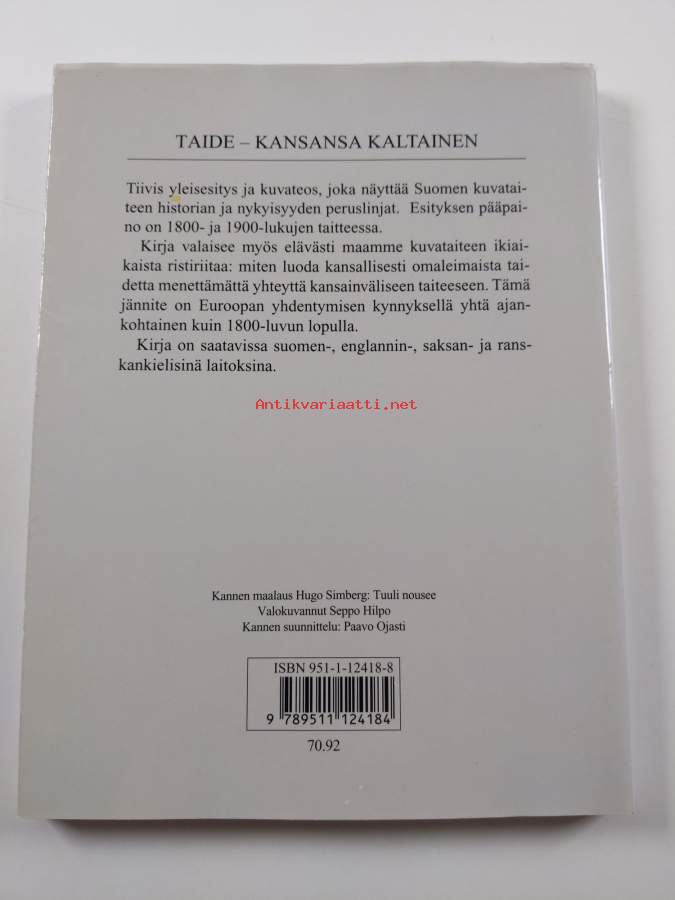 TAIDE – KANSANSA KALTAINEN
Tiivis yleisesitys ja kuvateos, joka näyttää Suomen kuvatai-
teen historian ja nykyisyyden peruslinjat. Esityksen pääpai-
no on 1800- ja 1900-lukujen taitteessa.
Kirja valaisee myös elävästi maamme kuvataiteen ikiai-
kaista ristiriitaa: miten luoda kansallisesti omaleimaista tai-
detta menettämättä yhteyttä kansainväliseen taiteeseen. Tämä
jännite on Euroopan yhdentymisen kynnyksellä yhtä ajan-
kohtainen kuin 1800-luvun lopulla.
Kirja on saatavissa suomen-, englannin-, saksan- ja rans-
kankielisinä laitoksina.
Antikvariaatti.net
Kannen maalaus Hugo Simberg: Tuuli nousee
Valokuvannut Seppo Hilpo
Kannen suunnittelu: Paavo Ojasti
ISBN 951-1-12418-8
9 789511 124184
70.92